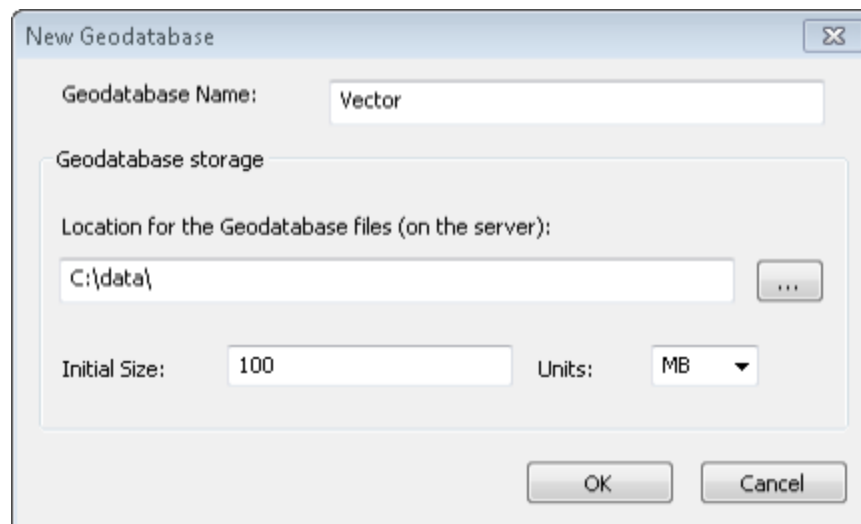 New Geodatabase
Geodatabase Name: Vector
Geodatabase storage
Location for the Geodatabase files (on the server):
C:\data\ ...
Initial Size: 100 Units: MB
OK Cancel